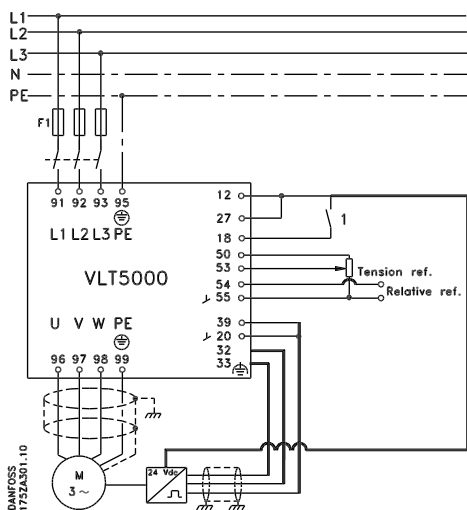 L1
L2
L3
N
PE
F1
91 92 93 95
L1 L2 L3 PE
VLT5000
U V W PE
96 97 98 99
12
27
18
50
53
54
55
39
20
32
33
1
Tension ref.
Relative ref.
M
3 ~
24 Vdc
DANFOSS
175ZA301.10